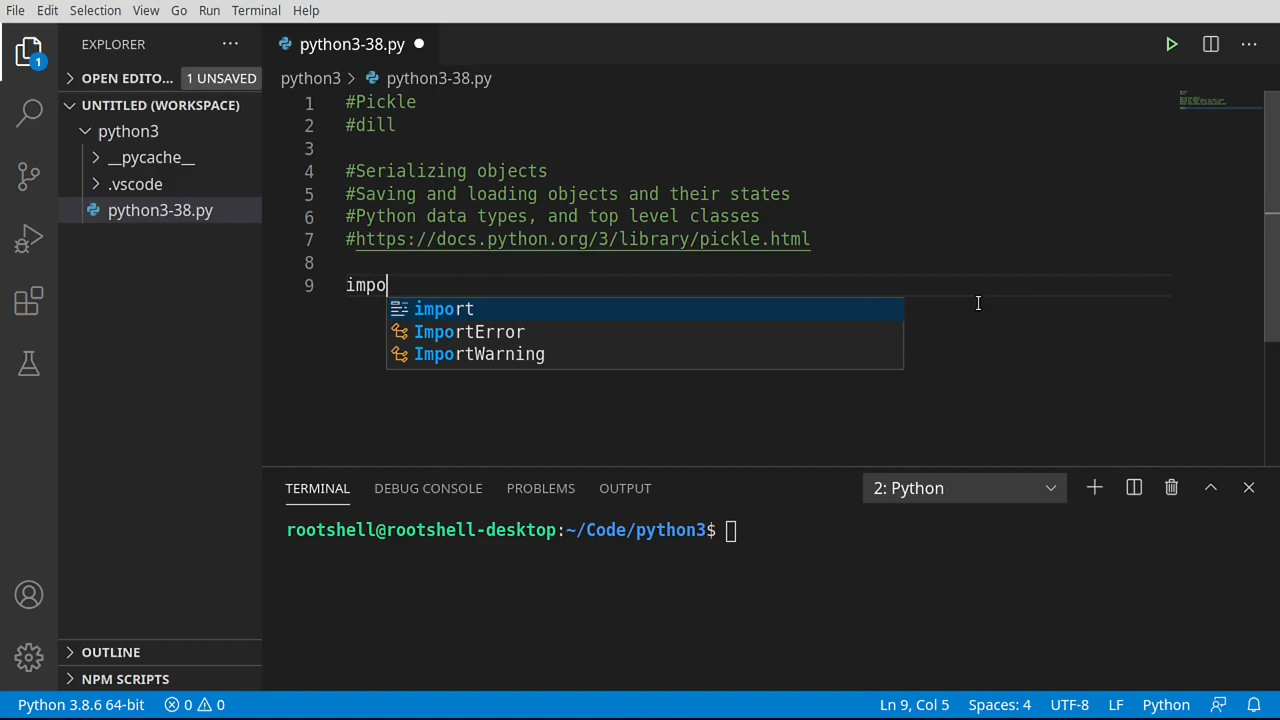 File Edit Selection View Go Run Terminal Help
EXPLORER
1
OPEN EDITO... 1 UNSAVED
UNTITLED (WORKSPACE)
python3
__pycache__
.vscode
python3-38.py
OUTLINE
NPM SCRIPTS
python3-38.py
python3 > python3-38.py
1 #Pickle
2 #dill
3
4 #Serializing objects
5 #Saving and loading objects and their states
6 #Python data types, and top level classes
7 #https://docs.python.org/3/library/pickle.html
8
9 impo
import
ImportError
ImportWarning
TERMINAL DEBUG CONSOLE PROBLEMS OUTPUT 2: Python
rootshell@rootshell-desktop:~/Code/python3$
Python 3.8.6 64-bit 0 0 Ln 9, Col 5 Spaces: 4 UTF-8 LF Python